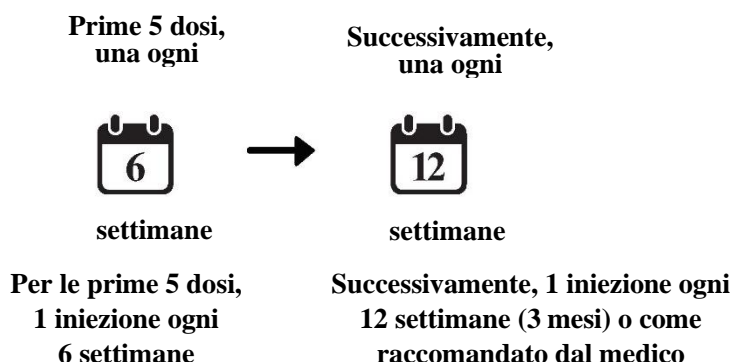 Prime 5 dosi,
una ogni
6
settimane
Per le prime 5 dosi,
1 iniezione ogni
6 settimane
Successivamente,
una ogni
12
settimane
Successivamente, 1 iniezione ogni
12 settimane (3 mesi) o come
raccomandato dal medico